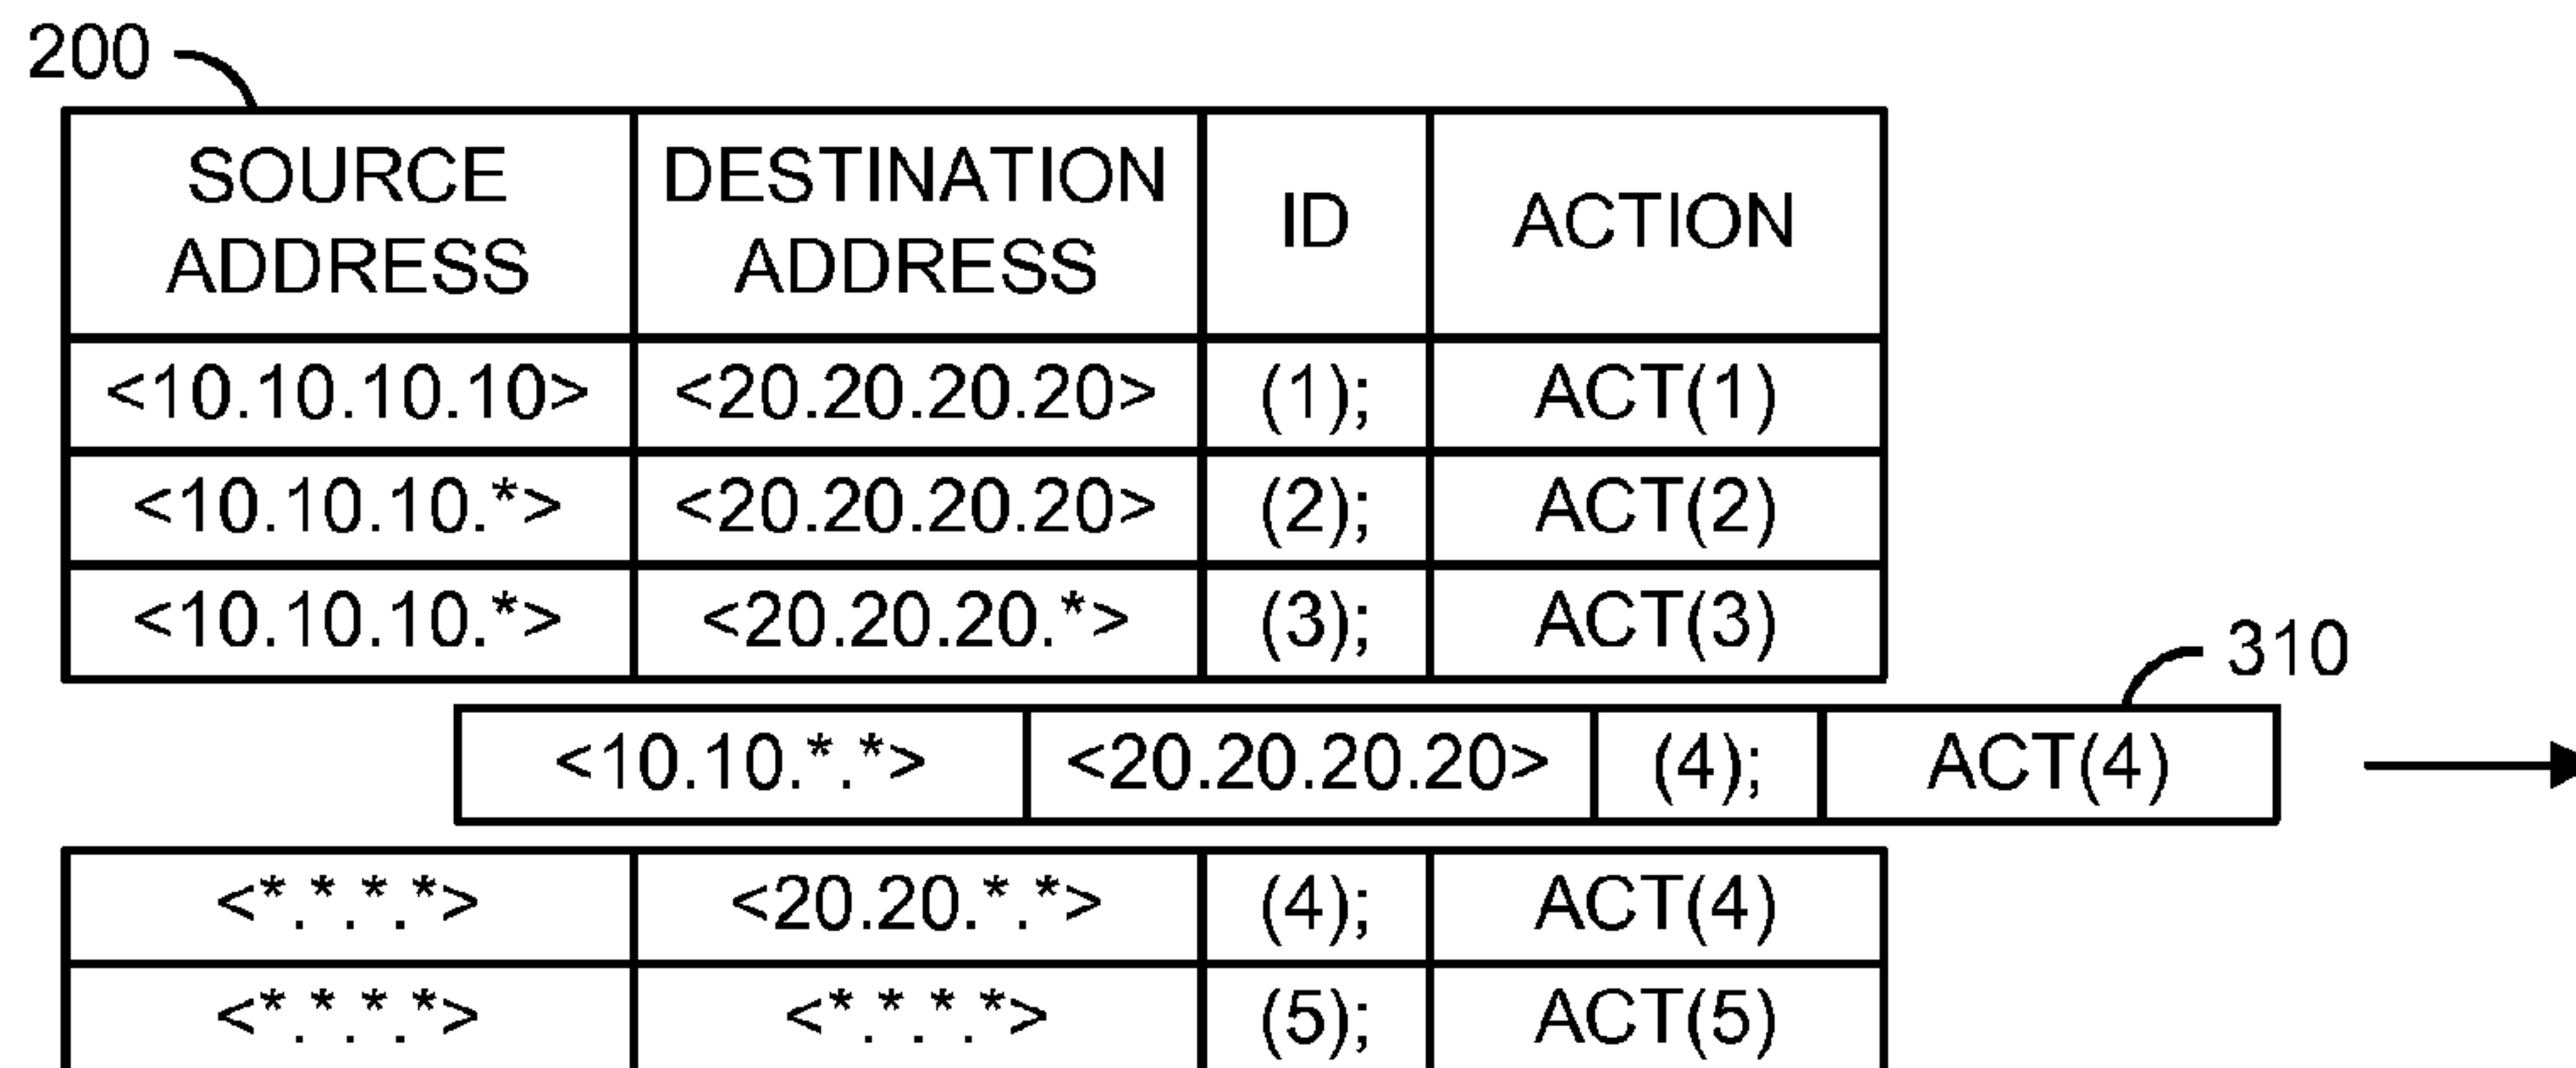 200
SOURCE ADDRESS DESTINATION ADDRESS ID ACTION
<10.10.10.10> <20.20.20.20> (1); ACT(1)
<10.10.10.*> <20.20.20.20> (2); ACT(2)
<10.10.10.*> <20.20.20.*> (3); ACT(3)
310
<10.10.*.*> <20.20.20.20> (4); ACT(4)
<*.*.*.*> <20.20.*.*> (4); ACT(4)
<*.*.*.*> <*.*.*.*> (5); ACT(5)